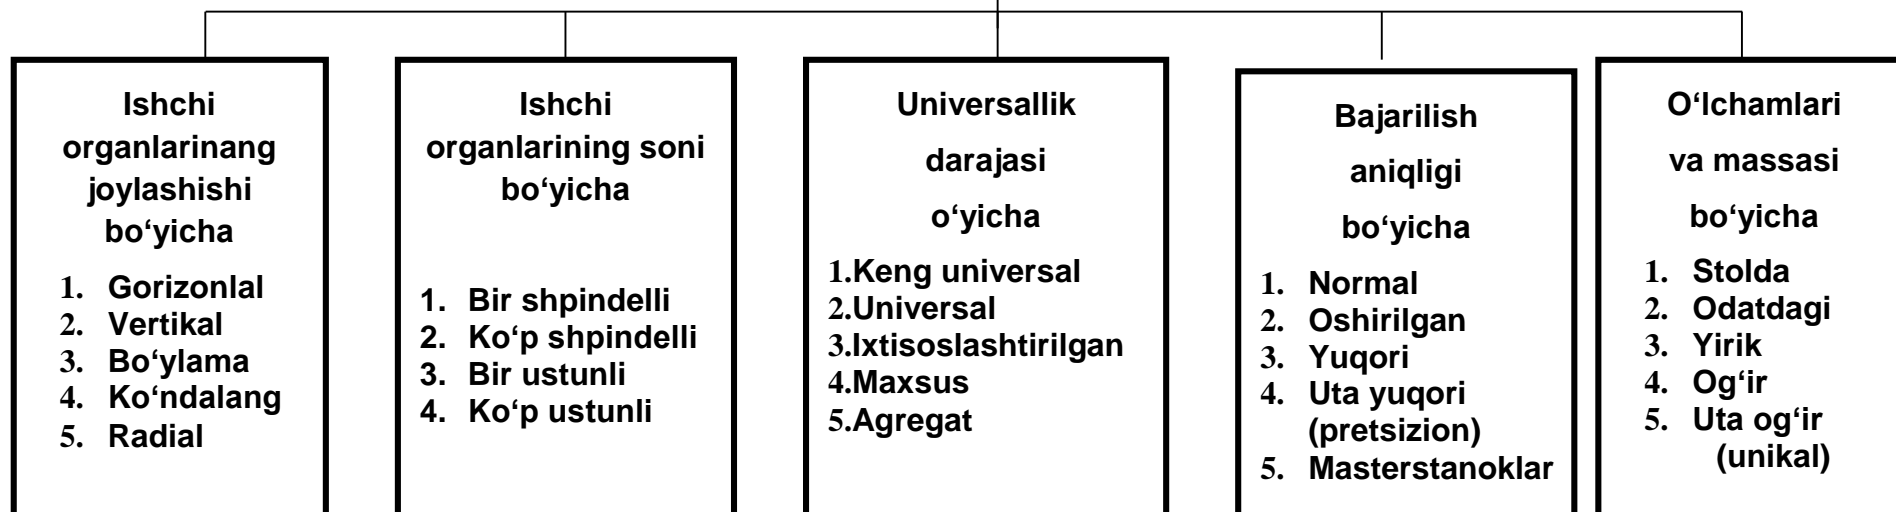 Ishchi
organlarinang
joylashishi
bo‘yicha
1. Gorizonlal
2. Vertikal
3. Bo‘ylama
4. Ko‘ndalang
5. Radial
Ishchi
organlarining soni
bo‘yicha
1. Bir shpindelli
2. Ko‘p shpindelli
3. Bir ustunli
4. Ko‘p ustunli
Universallik
darajasi
o‘yicha
1.Keng universal
2.Universal
3.Ixtisoslashtirilgan
4.Maxsus
5.Agregat
Bajarilish
aniqligi
bo‘yicha
1. Normal
2. Oshirilgan
3. Yuqori
4. Uta yuqori
(pretsizion)
5. Masterstanoklar
O‘lchamlari
va massasi
bo‘yicha
1. Stolda
2. Odatdagi
3. Yirik
4. Og‘ir
5. Uta og‘ir
(unikal)